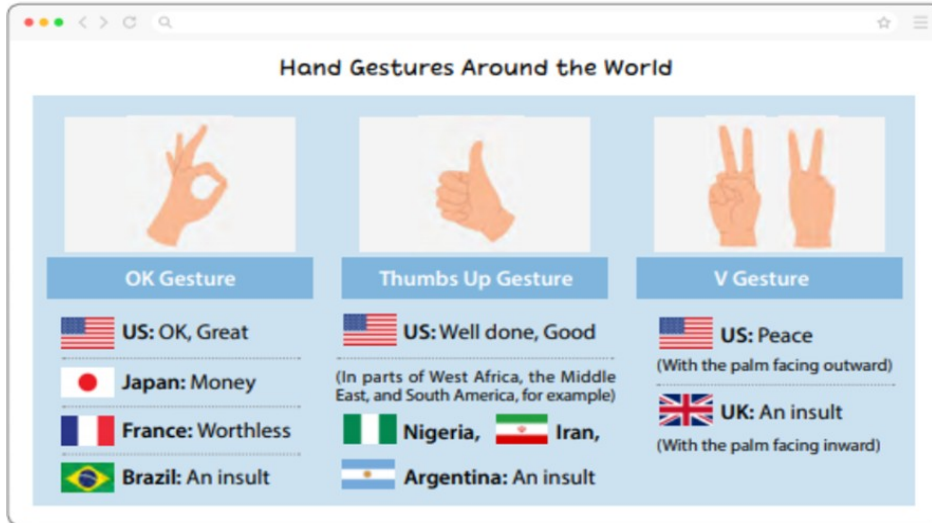 Hand Gestures Around the World
OK Gesture
US: OK, Great
Japan: Money
France: Worthless
Brazil: An insult
Thumbs Up Gesture
US: Well done, Good
(In parts of West Africa, the Middle
East, and South America, for example)
Nigeria, Iran,
Argentina: An insult
V Gesture
US: Peace
(With the palm facing outward)
UK: An insult
(With the palm facing inward)